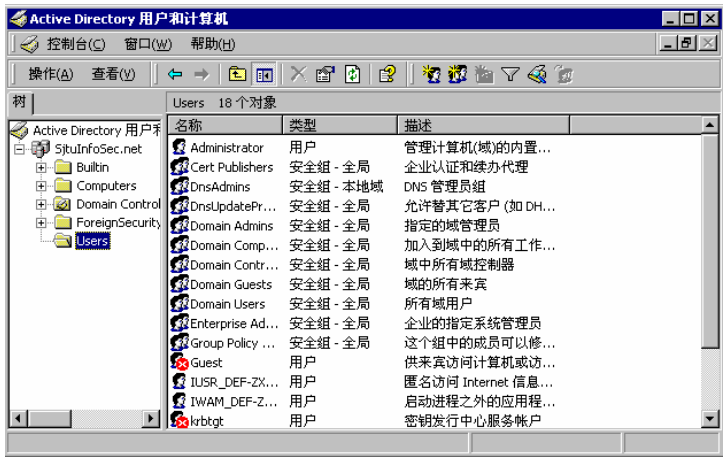 Active Directory 用户和计算机
控制台(C) 窗口(W) 帮助(H)
操作(A) 查看(V)
树
Users 18 个对象
Active Directory 用户
SjtuInfoSec.net
Builtin
Computers
Domain Control
ForeignSecurity
Users
名称 类型 描述
Administrator 用户 管理计算机(域)的内置...
Cert Publishers 安全组 - 全局 企业认证和续办代理
DnsAdmins 安全组 - 本地域 DNS 管理员组
DnsUpdatePr... 安全组 - 全局 允许替其它客户 (如 DH...
Domain Admins 安全组 - 全局 指定的域管理员
Domain Comp... 安全组 - 全局 加入到域中的所有工作...
Domain Contr... 安全组 - 全局 域中所有域控制器
Domain Guests 安全组 - 全局 域的所有来宾
Domain Users 安全组 - 全局 所有域用户
Enterprise Ad... 安全组 - 全局 企业的指定系统管理员
Group Policy ... 安全组 - 全局 这个组中的成员可以修...
Guest 用户 供来宾访问计算机或访...
IUSR_DEF-ZX... 用户 匿名访问 Internet 信息...
IWAM_DEF-Z... 用户 启动进程之外的应用程...
krbtgt 用户 密钥发行中心服务帐户